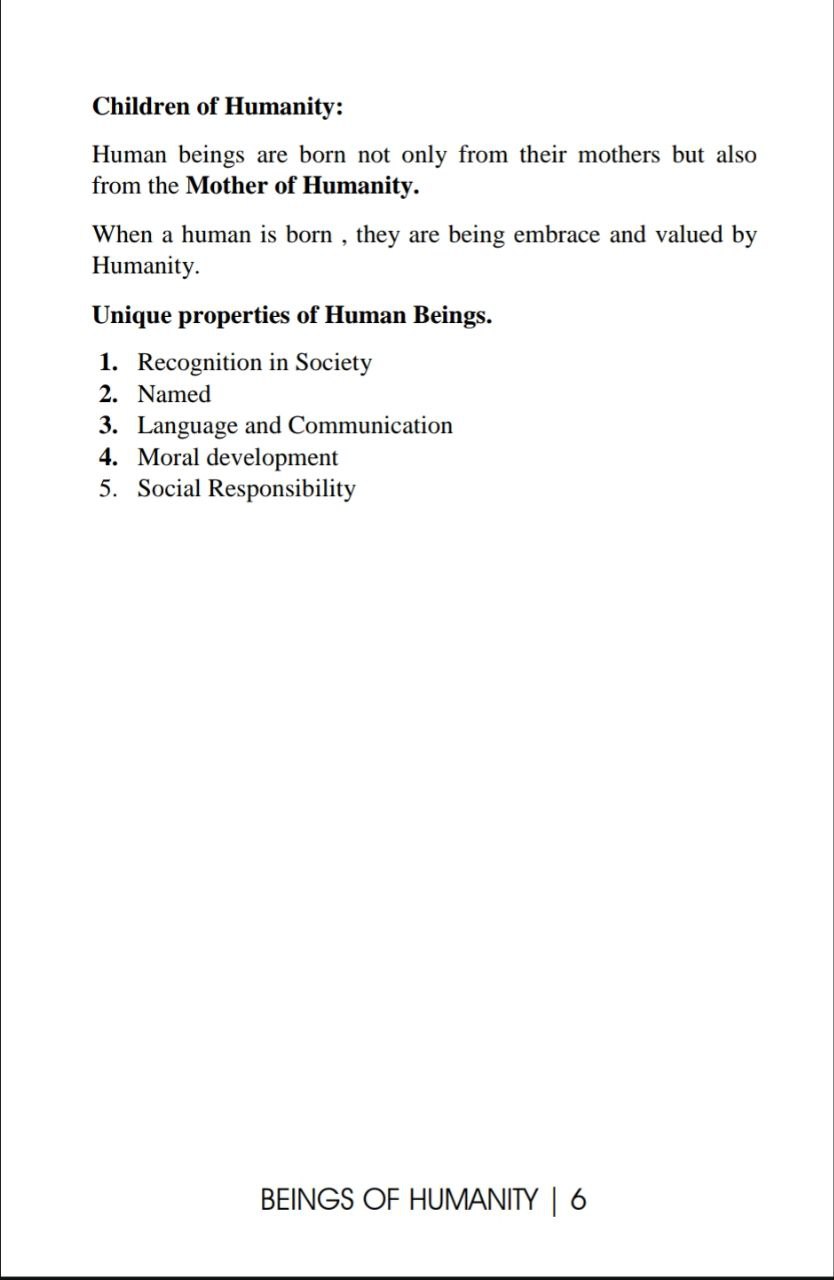 Children of Humanity:
Human beings are born not only from their mothers but also
from the Mother of Humanity.
When a human is born , they are being embrace and valued by
Humanity.
Unique properties of Human Beings.
1. Recognition in Society
2. Named
3. Language and Communication
4. Moral development
5. Social Responsibility
BEINGS OF HUMANITY | 6